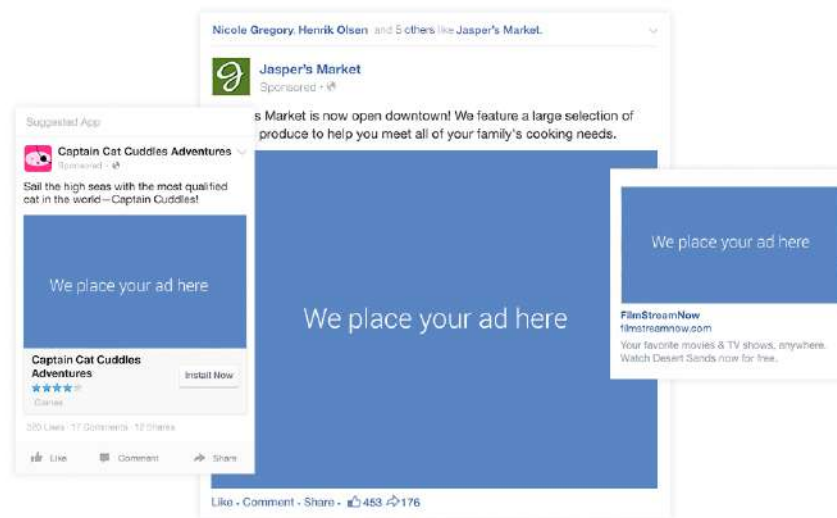 Nicole Gregory, Henrik Olsen and 5 others like Jasper's Market.
Jasper's Market
Sponsored
s Market is now open downtown! We feature a large selection of
produce to help you meet all of your family's cooking needs.
We place your ad here
Like · Comment · Share · 453 176
Suggested App
Captain Cat Cuddles Adventures
Sponsored
Sail the high seas with the most qualified
cat in the world—Captain Cuddles!
We place your ad here
Captain Cat Cuddles
Adventures
Install Now
Games
520 Likes · 17 Comments · 12 Shares
Like Comment Share
We place your ad here
FilmStreamNow
filmstreamnow.com
Your favorite movies & TV shows, anywhere.
Watch Desert Sands now for free.